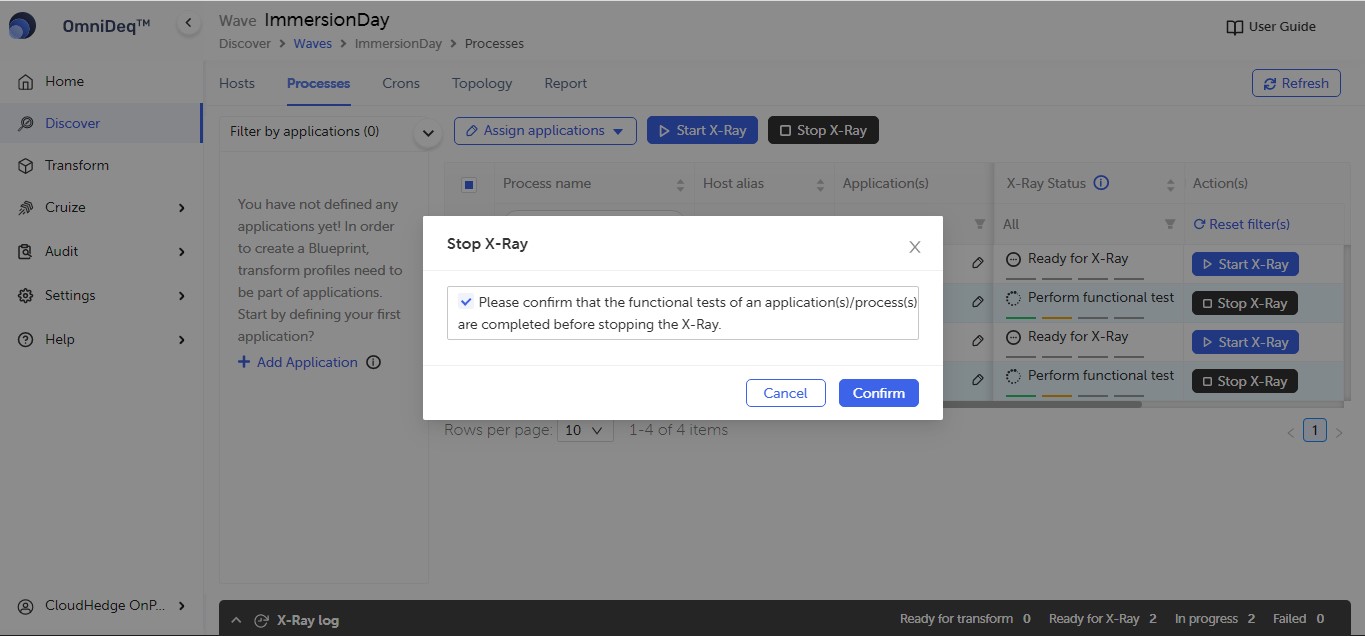 OmniDeq™
Wave ImmersionDay
Discover > Waves > ImmersionDay > Processes
User Guide
Home
Discover
Transform
Cruize
Audit
Settings
Help
CloudHedge OnP...
Hosts
Processes
Crons
Topology
Report
Refresh
Filter by applications (0)
You have not defined any
applications yet! In order
to create a Blueprint,
transform profiles need to
be part of applications.
Start by defining your first
application?
+ Add Application
Assign applications
Start X-Ray
Stop X-Ray
Process name
Host alias
Application(s)
X-Ray Status
Action(s)
All
Reset filter(s)
Ready for X-Ray
Start X-Ray
Perform functional test
Stop X-Ray
Ready for X-Ray
Start X-Ray
Perform functional test
Stop X-Ray
Stop X-Ray
Please confirm that the functional tests of an application(s)/process(s)
are completed before stopping the X-Ray.
Cancel
Confirm
Rows per page: 10
1-4 of 4 items
< 1 >
X-Ray log
Ready for transform 0
Ready for X-Ray 2
In progress 2
Failed 0